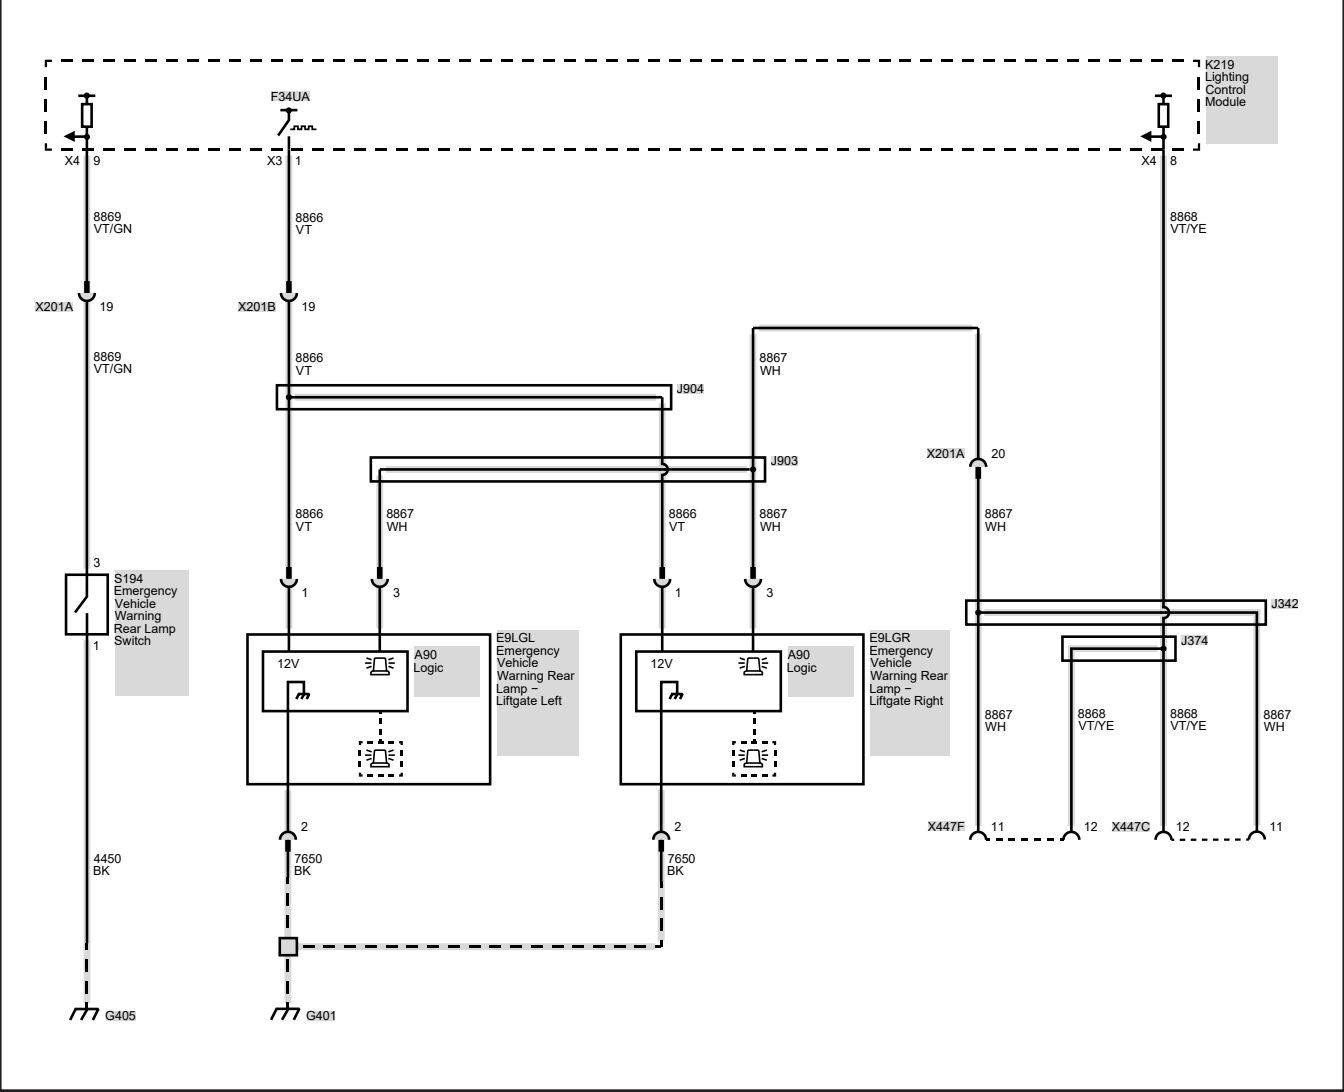 K219
Lighting
Control
Module
F34UA
X4 9
X3 1
X4 8
8869
VT/GN
8866
VT
8868
VT/YE
X201A 19
X201B 19
8869
VT/GN
8866
VT
8867
WH
J904
X201A 20
J903
8866
VT
8867
WH
8866
VT
8867
WH
8867
WH
3
S194
Emergency
Vehicle
Warning
Rear Lamp
Switch
1
1
3
1
3
J342
J374
12V
A90
Logic
E9LGL
Emergency
Vehicle
Warning Rear
Lamp –
Liftgate Left
12V
A90
Logic
E9LGR
Emergency
Vehicle
Warning Rear
Lamp –
Liftgate Right
8867
WH
8868
VT/YE
8868
VT/YE
8867
WH
X447F 11
12
X447C 12
11
2
2
4450
BK
7650
BK
7650
BK
G405
G401